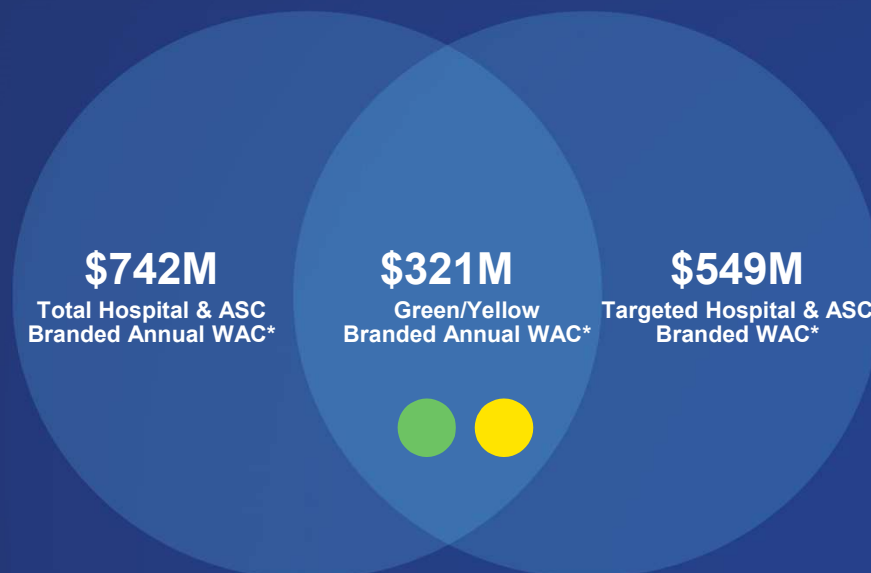 $742M
Total Hospital & ASC
Branded Annual WAC*
$321M
Green/Yellow
Branded Annual WAC*
$549M
Targeted Hospital & ASC
Branded WAC*